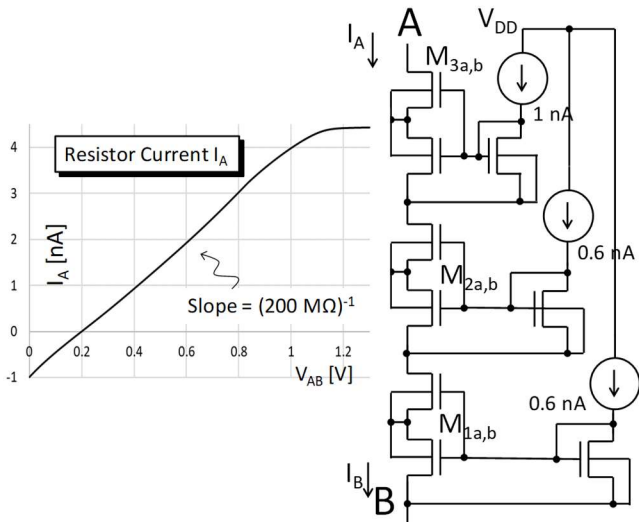 A
I_A
V_DD
M_3a,b
1 nA
4
Resistor Current I_A
3
I_A [nA]
2
0.6 nA
M_2a,b
1
Slope = (200 MΩ)^-1
0
0 0.2 0.4 0.6 0.8 1 1.2
V_AB [V]
-1
0.6 nA
M_1a,b
I_B
B